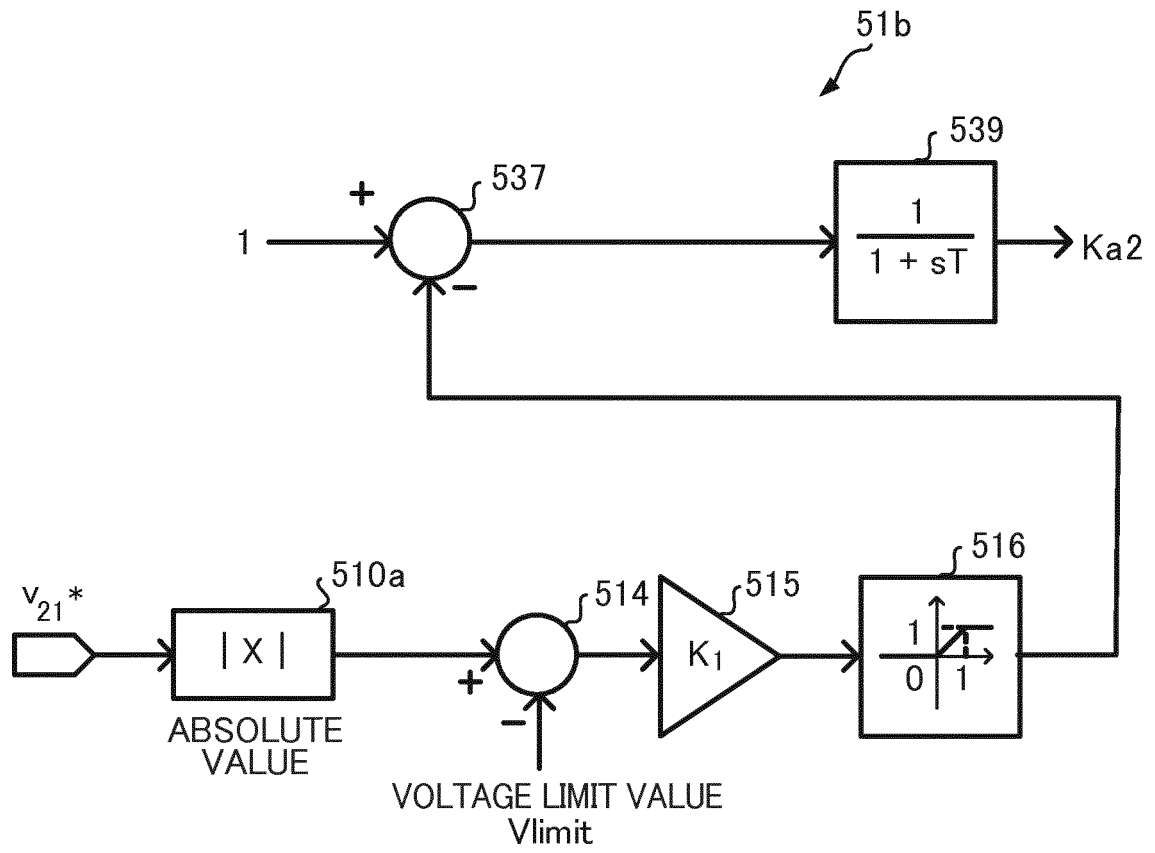 51b
539
537
+
1
−
1
1 + sT
Ka2
v21*
510a
|X|
ABSOLUTE
VALUE
514
+
−
VOLTAGE LIMIT VALUE
Vlimit
515
K1
516
1
0 1